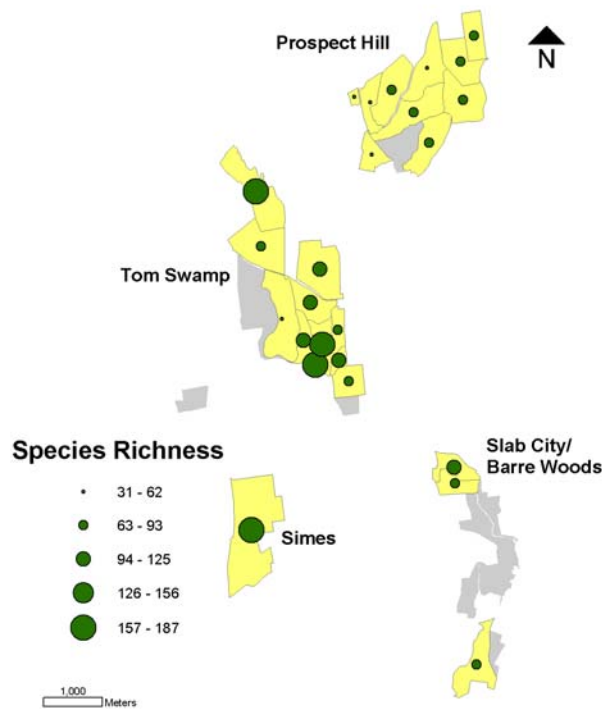 Prospect Hill
N
Tom Swamp
Species Richness
31 - 62
63 - 93
94 - 125
126 - 156
157 - 187
Slab City/
Barre Woods
Simes
1,000
Meters